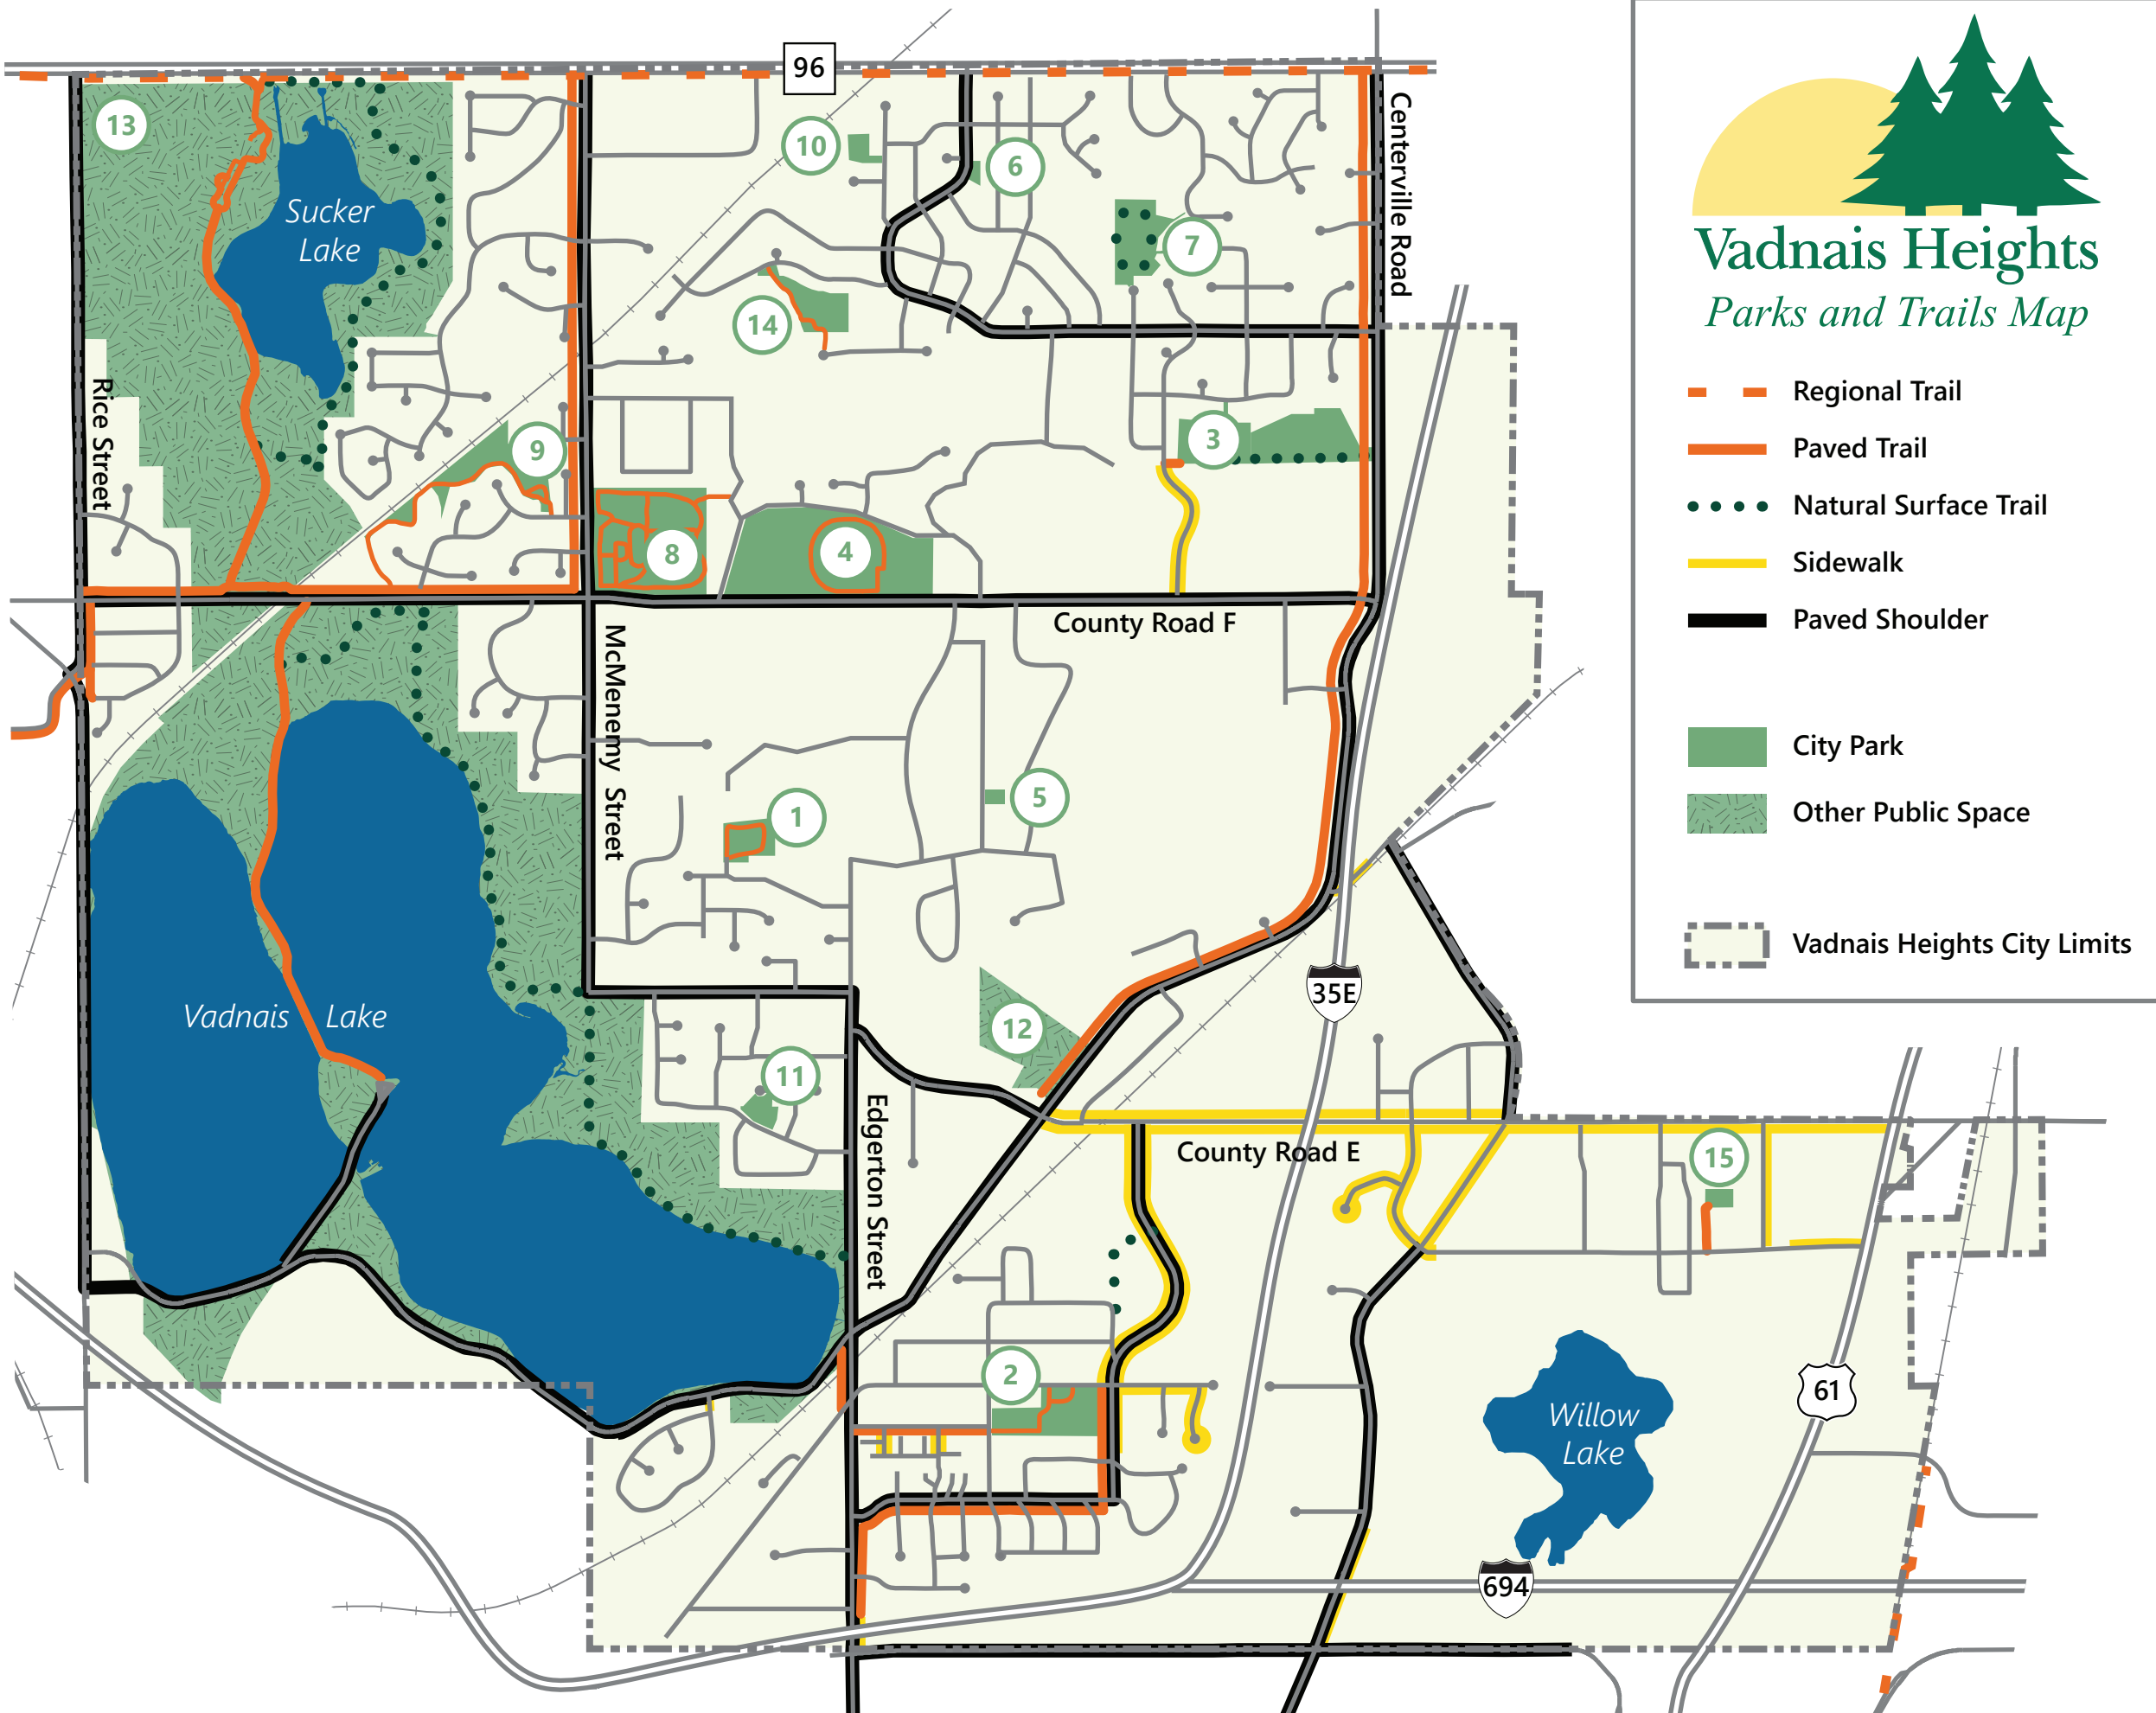 96
13
10
6
Centerville Road
Sucker
Lake
7
14
Rice Street
9
3
8
4
County Road F
McMenemy Street
5
1
35E
Vadnais Lake
12
11
Edgerton Street
County Road E
15
2
61
Willow
Lake
694
Vadnais Heights
Parks and Trails Map
Regional Trail
Paved Trail
Natural Surface Trail
Sidewalk
Paved Shoulder
City Park
Other Public Space
Vadnais Heights City Limits